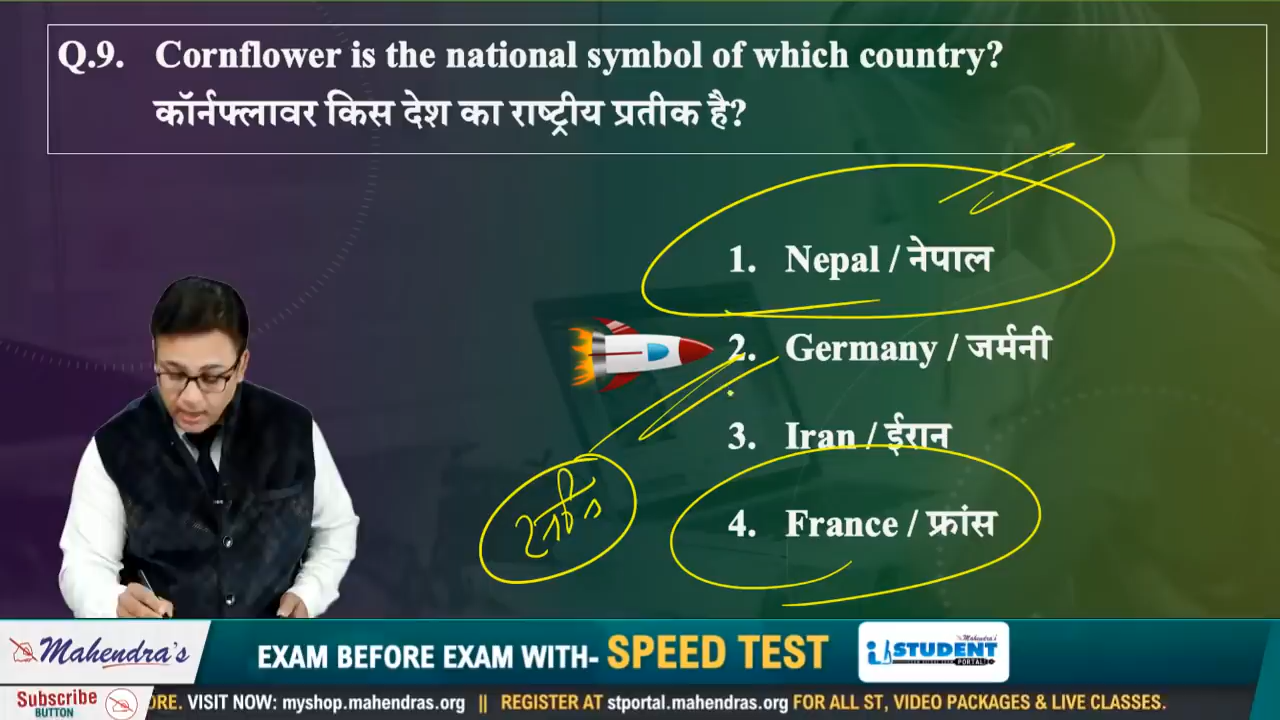 Q.9. Cornflower is the national symbol of which country?
कॉर्नफ्लावर किस देश का राष्ट्रीय प्रतीक है?
1. Nepal / नेपाल
2. Germany / जर्मनी
3. Iran / ईरान
4. France / फ्रांस
Mahendra's
EXAM BEFORE EXAM WITH- SPEED TEST
Mahendra's
STUDENT
PORTAL
Subscribe
BUTTON
ORE. VISIT NOW: myshop.mahendras.org || REGISTER AT stportal.mahendras.org FOR ALL ST, VIDEO PACKAGES & LIVE CLASSES.